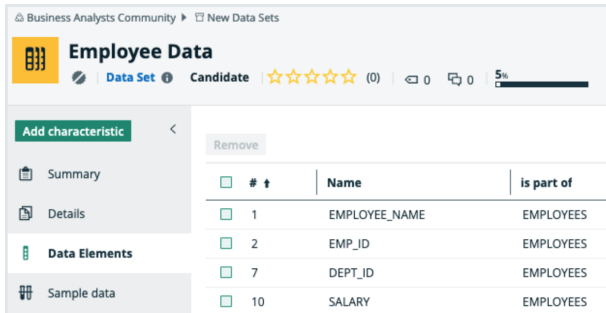 Business Analysts Community New Data Sets
Employee Data
Data Set Candidate (0) 0 0 5%
Add characteristic
Remove
Summary
# Name is part of
Details
1 EMPLOYEE_NAME EMPLOYEES
2 EMP_ID EMPLOYEES
Data Elements
7 DEPT_ID EMPLOYEES
Sample data
10 SALARY EMPLOYEES